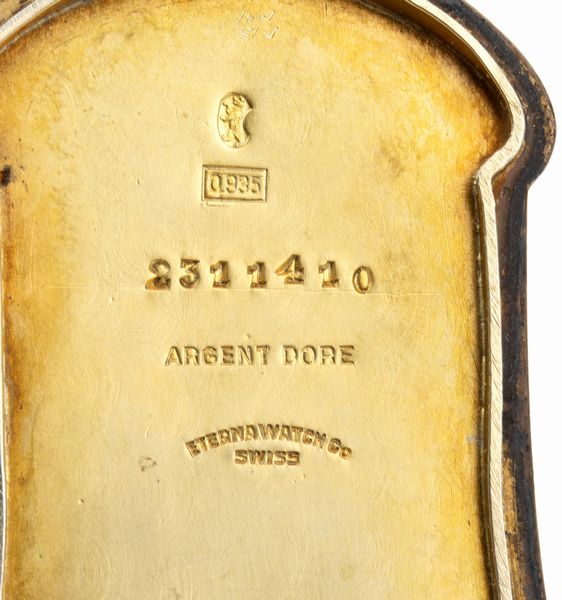 0.935
2311410
ARGENT DORE
ETERNA WATCH Co
SWISS